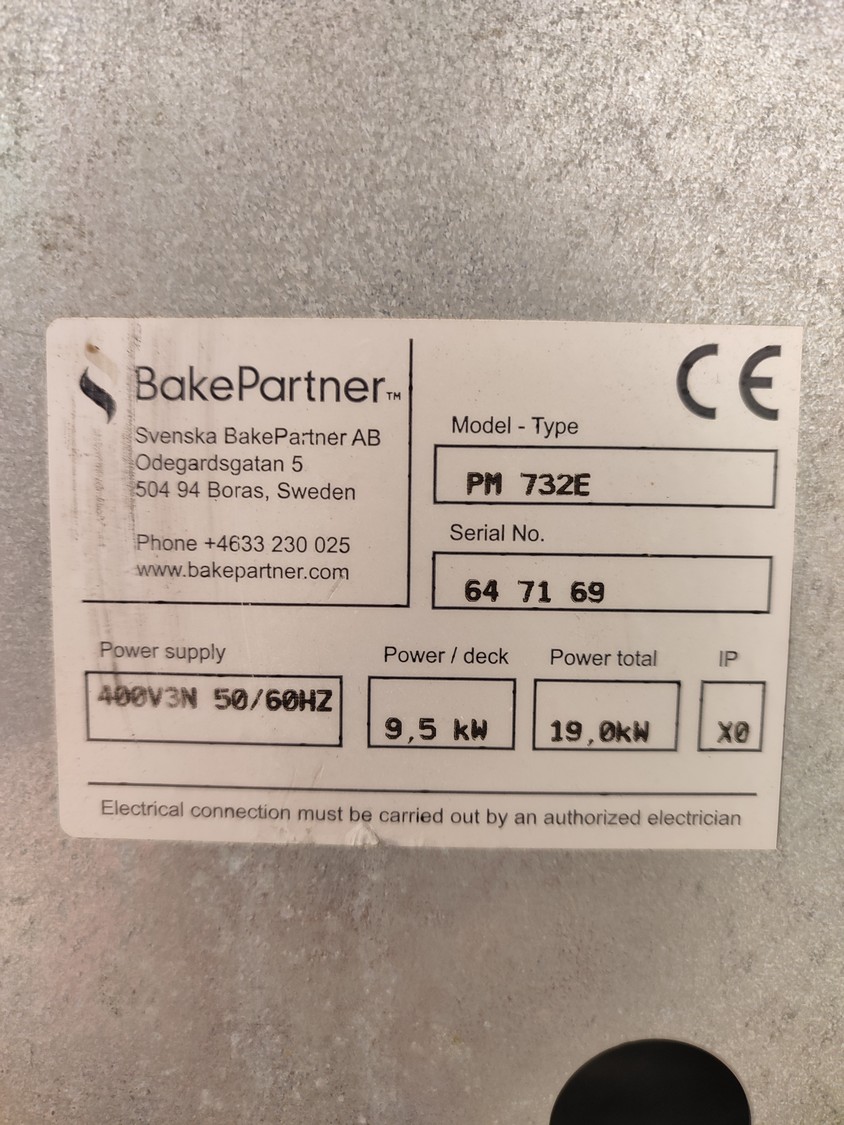 BakePartner™
Svenska BakePartner AB
Odegardsgatan 5
504 94 Boras, Sweden
Phone +4633 230 025
www.bakepartner.com
CE
Model - Type
PM 732E
Serial No.
64 71 69
Power supply
400V3N 50/60HZ
Power / deck
9,5 kW
Power total
19,0kW
IP
X0
Electrical connection must be carried out by an authorized electrician